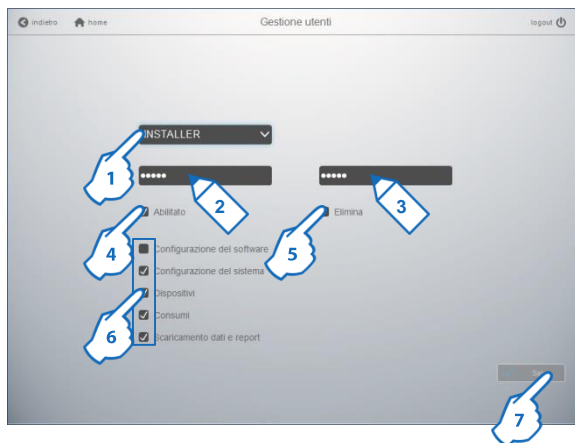 indietro home Gestione utenti logout
INSTALLER
1
••••• •••••
2 3
Abilitato Elimina
4 5
Configurazione del software
Configurazione del sistema
Dispositivi
Consumi
6
Scaricamento dati e report
7